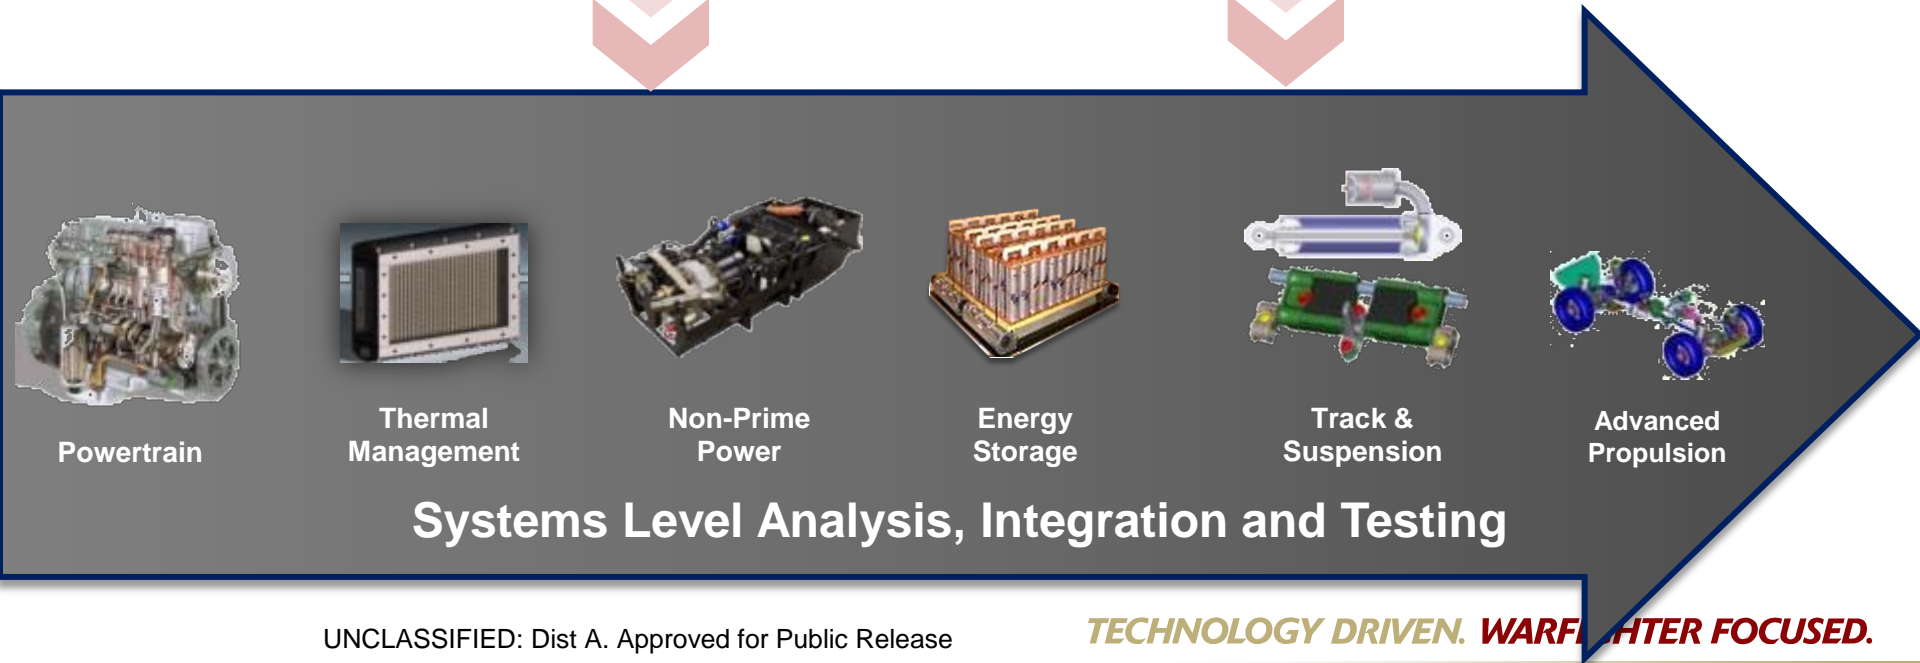 Powertrain
Thermal
Management
Non-Prime
Power
Energy
Storage
Track &
Suspension
Advanced
Propulsion
Systems Level Analysis, Integration and Testing
UNCLASSIFIED: Dist A. Approved for Public Release
TECHNOLOGY DRIVEN. WARFIGHTER FOCUSED.